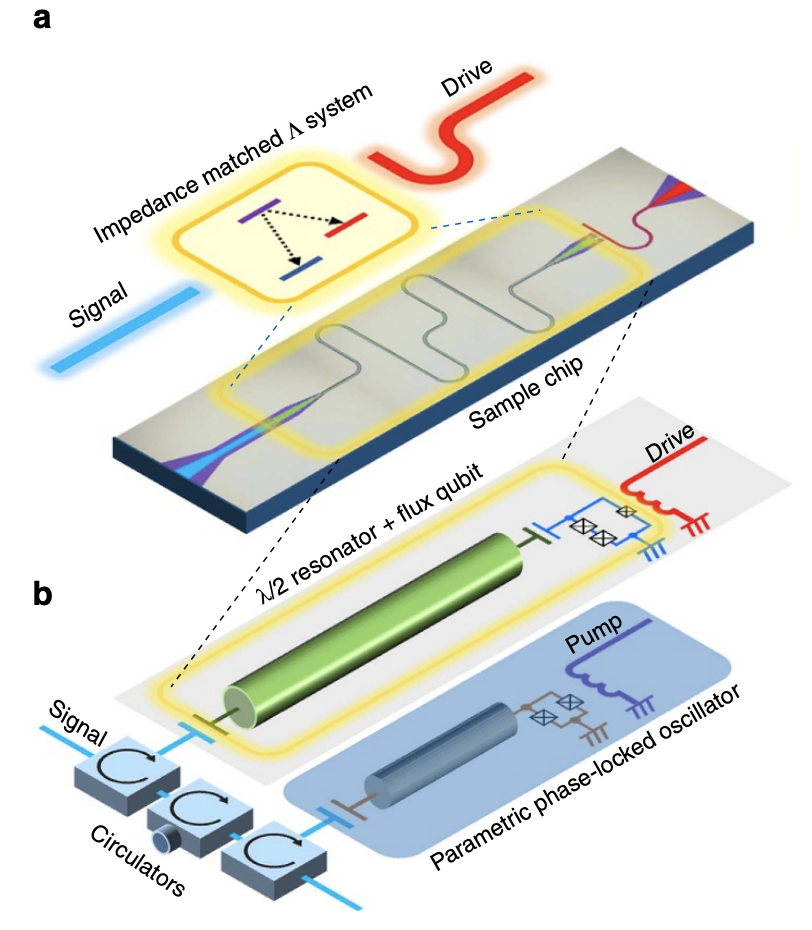 a
Drive
Impedance matched Λ system
Signal
Sample chip
Drive
λ/2 resonator + flux qubit
b
Pump
Signal
Parametric phase-locked oscillator
Circulators